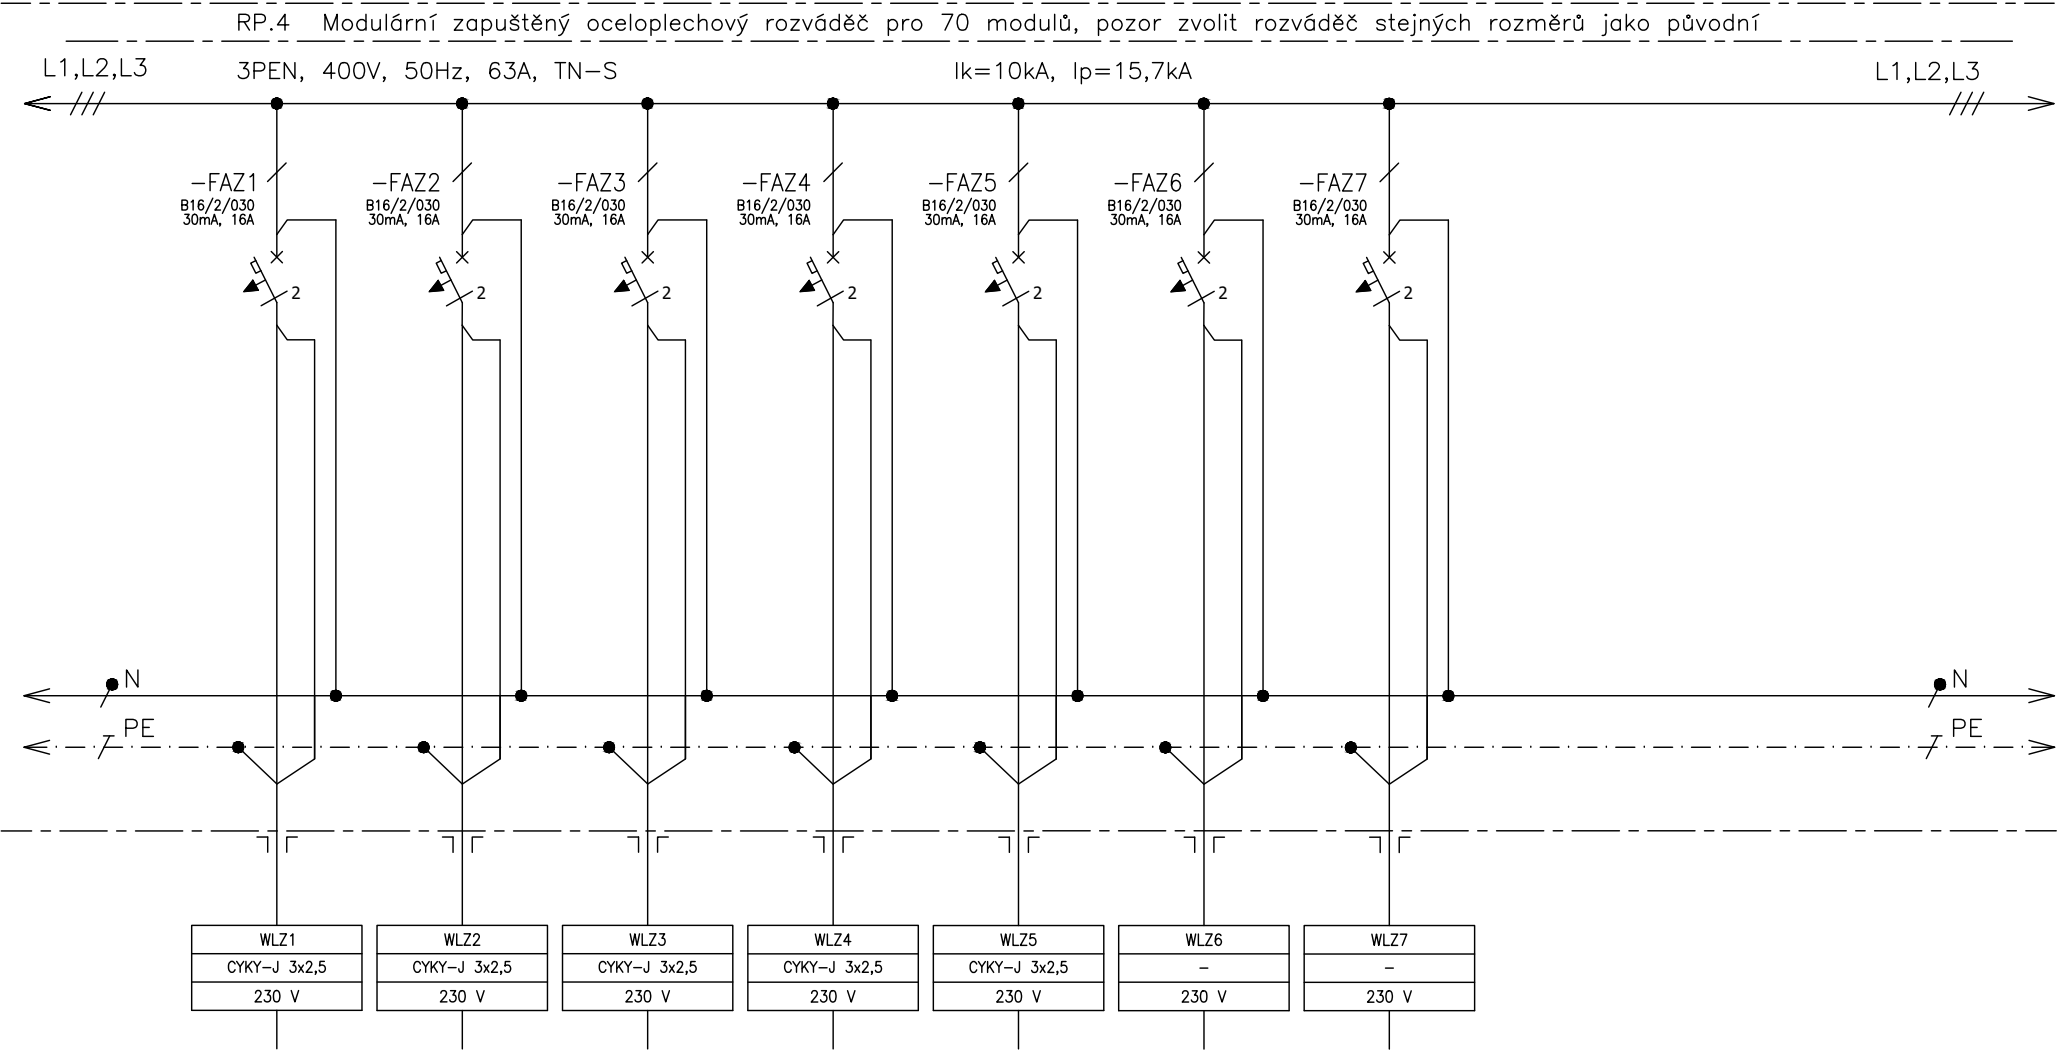 RP.4 Modulární zapuštěný oceloplechový rozváděč pro 70 modulů, pozor zvolit rozváděč stejných rozměrů jako původní
L1,L2,L3 3PEN, 400V, 50Hz, 63A, TN-S Ik=10kA, Ip=15,7kA L1,L2,L3
-FAZ1 -FAZ2 -FAZ3 -FAZ4 -FAZ5 -FAZ6 -FAZ7
B16/2/030 B16/2/030 B16/2/030 B16/2/030 B16/2/030 B16/2/030 B16/2/030
30mA, 16A 30mA, 16A 30mA, 16A 30mA, 16A 30mA, 16A 30mA, 16A 30mA, 16A
2 2 2 2 2 2 2
N N
PE PE
WLZ1 WLZ2 WLZ3 WLZ4 WLZ5 WLZ6 WLZ7
CYKY-J 3x2,5 CYKY-J 3x2,5 CYKY-J 3x2,5 CYKY-J 3x2,5 CYKY-J 3x2,5 - -
230 V 230 V 230 V 230 V 230 V 230 V 230 V